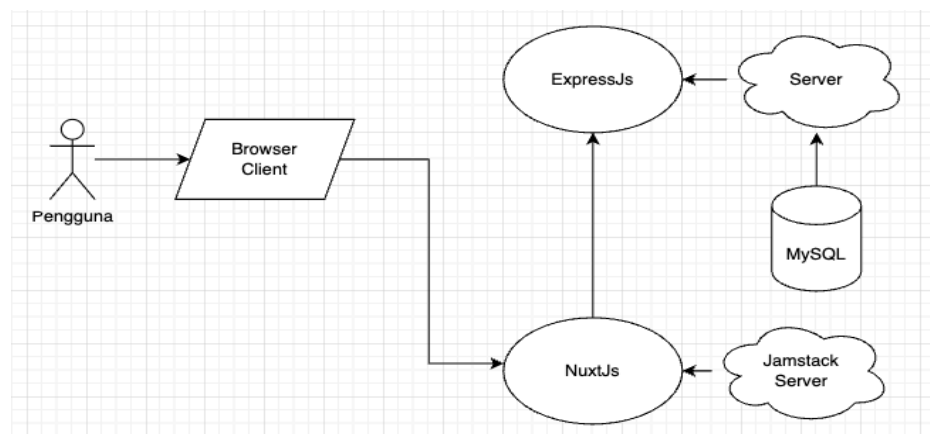 ExpressJs
Server
Browser
Client
Pengguna
MySQL
NuxtJs
Jamstack
Server